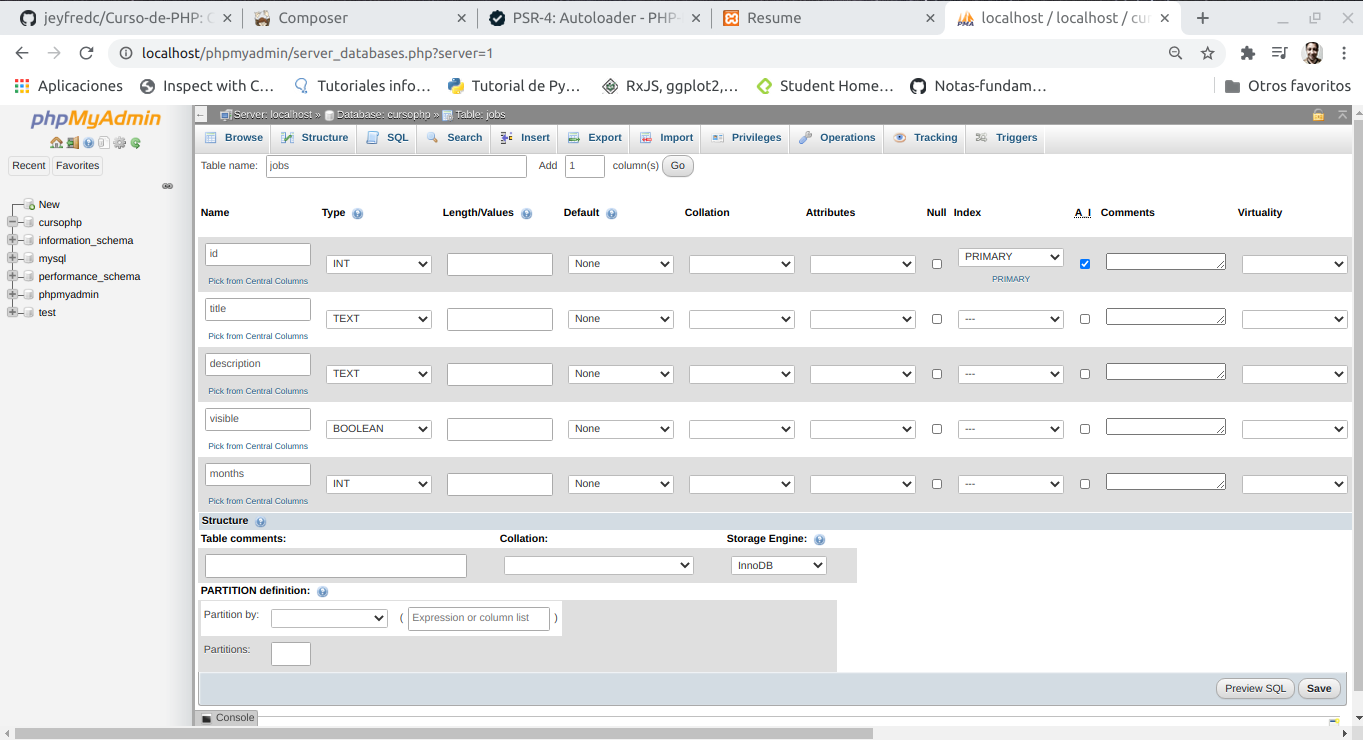 jeyfredc/Curso-de-PHP: C
Composer
PSR-4: Autoloader - PHP-
Resume
localhost / localhost / cur
localhost/phpmyadmin/server_databases.php?server=1
Aplicaciones
Inspect with C...
Tutoriales info...
Tutorial de Py...
RxJS, ggplot2,...
Student Home...
Notas-fundam...
Otros favoritos
phpMyAdmin
Recent Favorites
New
cursophp
information_schema
mysql
performance_schema
phpmyadmin
test
Server: localhost » Database: cursophp » Table: jobs
Browse Structure SQL Search Insert Export Import Privileges Operations Tracking Triggers
Table name: jobs Add 1 column(s) Go
Name Type Length/Values Default Collation Attributes Null Index A_I Comments Virtuality
id INT None PRIMARY
Pick from Central Columns PRIMARY
title TEXT None ---
Pick from Central Columns
description TEXT None ---
Pick from Central Columns
visible BOOLEAN None ---
Pick from Central Columns
months INT None ---
Pick from Central Columns
Structure
Table comments: Collation: Storage Engine:
InnoDB
PARTITION definition:
Partition by: ( Expression or column list )
Partitions:
Preview SQL Save
Console